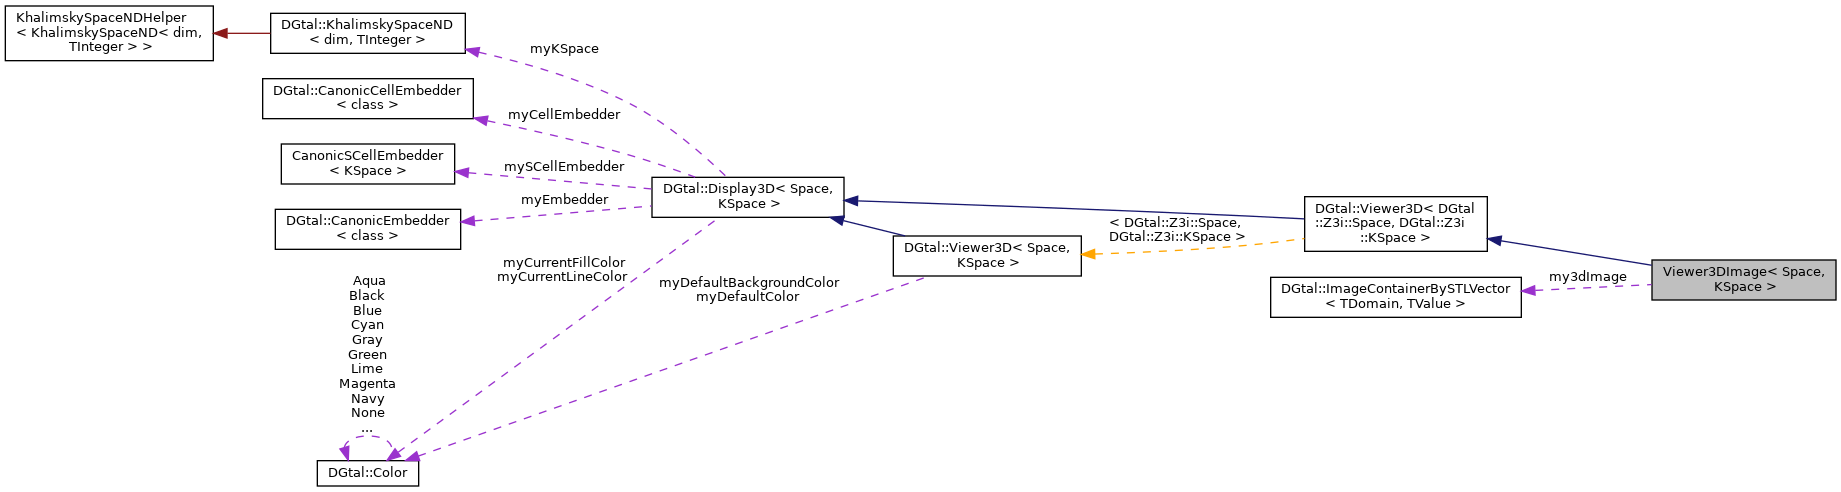 KhalimskySpaceNDHelper
< KhalimskySpaceND< dim,
TInteger > >
DGtal::KhalimskySpaceND
< dim, TInteger >
myKSpace
DGtal::CanonicCellEmbedder
< class >
myCellEmbedder
CanonicSCellEmbedder
< KSpace >
mySCellEmbedder
DGtal::CanonicEmbedder
< class >
myEmbedder
DGtal::Display3D< Space,
KSpace >
DGtal::Viewer3D< Space,
KSpace >
< DGtal::Z3i::Space,
DGtal::Z3i::KSpace >
DGtal::Viewer3D< DGtal
::Z3i::Space, DGtal::Z3i
::KSpace >
DGtal::ImageContainerBySTLVector
< TDomain, TValue >
my3dImage
Viewer3DImage< Space,
KSpace >
myCurrentFillColor
myCurrentLineColor
myDefaultBackgroundColor
myDefaultColor
Aqua
Black
Blue
Cyan
Gray
Green
Lime
Magenta
Navy
None
...
DGtal::Color